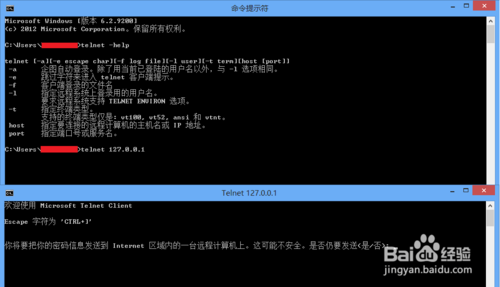 命令提示符
Microsoft Windows [版本 6.2.9200]
(c) 2012 Microsoft Corporation。保留所有权利。
C:\Users\ >telnet -help
telnet [-a][-e escape char][-f log file][-l user][-t term][host [port]]
-a 企图自动登录。除了用当前已登陆的用户名以外，与 -l 选项相同。
-e 跳过字符来进入 telnet 客户端提示。
-f 客户端登录的文件名
-l 指定远程系统上登录用的用户名。
要求远程系统支持 TELNET ENVIRON 选项。
-t 指定终端类型。
支持的终端类型仅是: vt100, vt52, ansi 和 vtnt。
host 指定要连接的远程计算机的主机名或 IP 地址。
port 指定端口号或服务名。
C:\Users\ >telnet 127.0.0.1
Telnet 127.0.0.1
欢迎使用 Microsoft Telnet Client
Escape 字符为 'CTRL+]'
你将要把你的密码信息发送到 Internet 区域内的一台远程计算机上。这可能不安全。是否仍要发送<是/否>:
Bai du 经验
jingyan.baidu.com